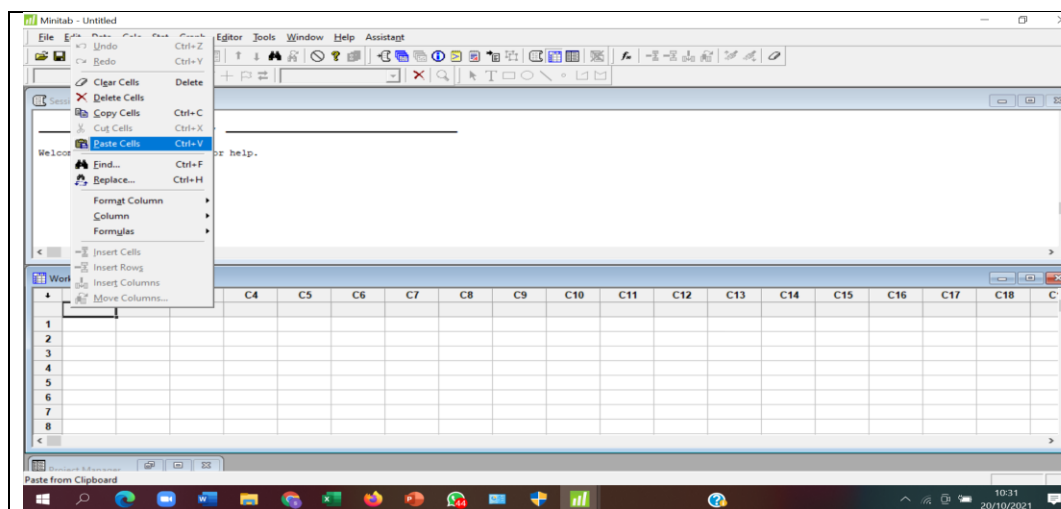 Minitab - Untitled
File Edit Data Calc Stat Graph Editor Tools Window Help Assistant
Undo Ctrl+Z
Redo Ctrl+Y
Clear Cells Delete
Delete Cells
Copy Cells Ctrl+C
Cut Cells Ctrl+X
Paste Cells Ctrl+V
Find... Ctrl+F
Replace... Ctrl+H
Format Column
Column
Formulas
Insert Cells
Insert Rows
Insert Columns
Move Columns...
Sess
Welcom
or help.
Work
C4 C5 C6 C7 C8 C9 C10 C11 C12 C13 C14 C15 C16 C17 C18 C
1
2
3
4
5
6
7
8
Project Manager
Paste from Clipboard
44
10:31
20/10/2021